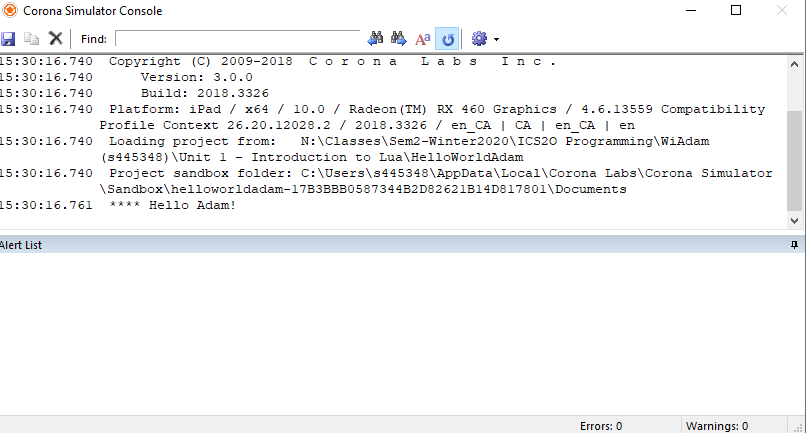 Corona Simulator Console
Find:
15:30:16.740 Copyright (C) 2009-2018 C o r o n a L a b s I n c .
15:30:16.740 Version: 3.0.0
15:30:16.740 Build: 2018.3326
15:30:16.740 Platform: iPad / x64 / 10.0 / Radeon(TM) RX 460 Graphics / 4.6.13559 Compatibility
Profile Context 26.20.12028.2 / 2018.3326 / en_CA | CA | en_CA | en
15:30:16.740 Loading project from: N:\Classes\Sem2-Winter2020\ICS2O Programming\WiAdam
(s445348)\Unit 1 - Introduction to Lua\HelloWorldAdam
15:30:16.740 Project sandbox folder: C:\Users\s445348\AppData\Local\Corona Labs\Corona Simulator
\Sandbox\helloworldadam-17B3BBB0587344B2D82621B14D817801\Documents
15:30:16.761 **** Hello Adam!
Alert List
Errors: 0 Warnings: 0